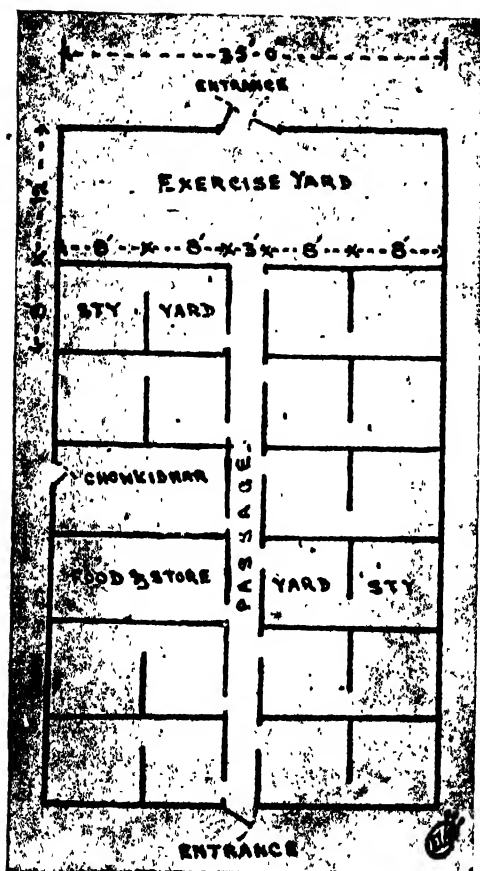 35'-0"
ENTRANCE
EXERCISE YARD
8' 8' 3' 8' 8'
STY YARD
CHOWKIDHAR
PASSAGE.
FOOD & STORE YARD STY
ENTRANCE